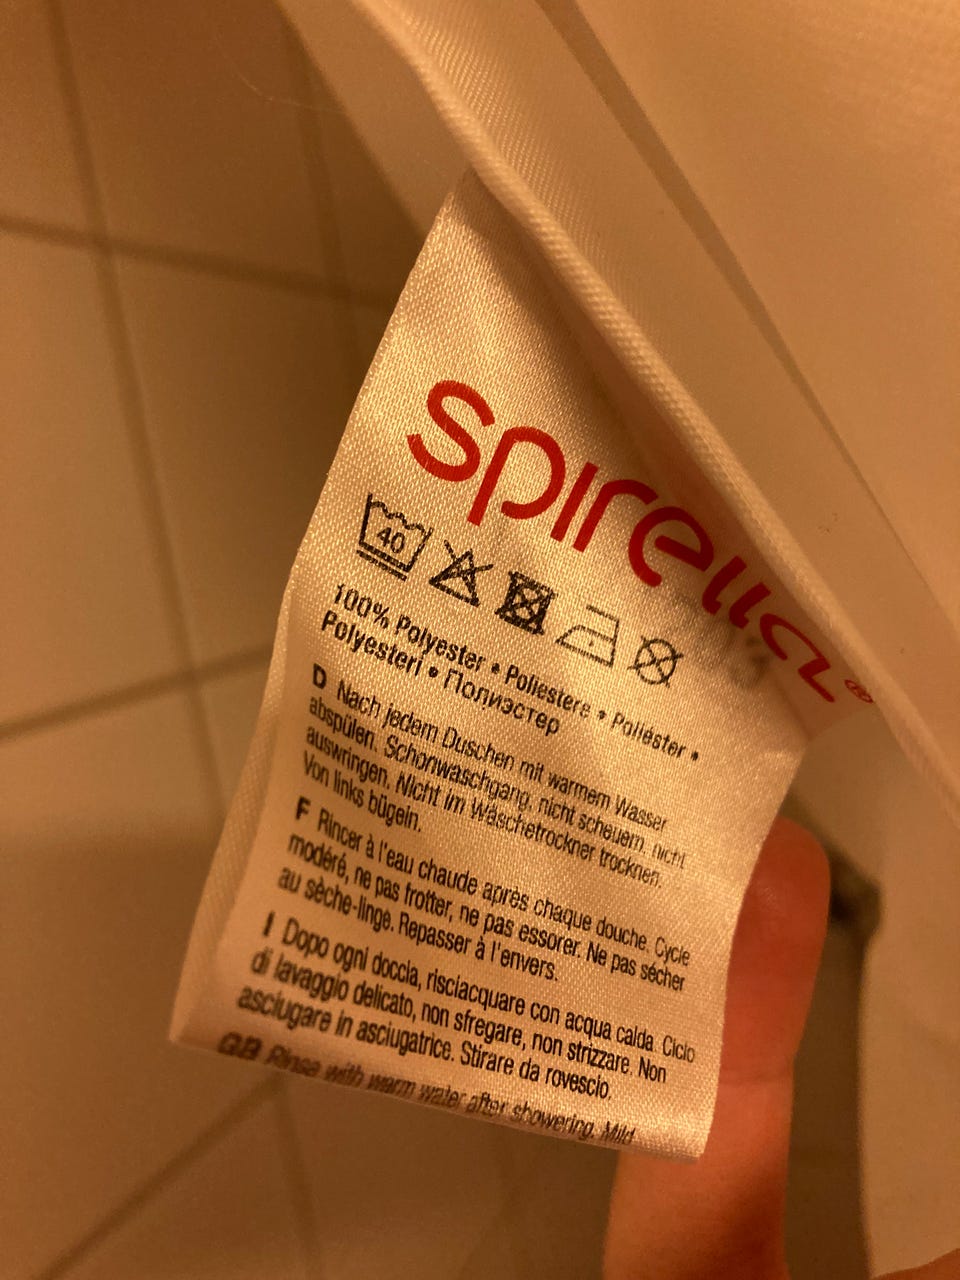 spirella®
40
100% Polyester • Poliestere • Poliéster •
Polyesteri • Полиэстер
D Nach jedem Duschen mit warmem Wasser
abspülen. Schonwaschgang, nicht scheuern, nicht
auswringen. Nicht im Wäschetrockner trocknen.
Von links bügeln.
F Rincer à l'eau chaude après chaque douche. Cycle
modéré, ne pas frotter, ne pas essorer. Ne pas sécher
au sèche-linge. Repasser à l'envers.
I Dopo ogni doccia, risciacquare con acqua calda. Ciclo
di lavaggio delicato, non sfregare, non strizzare. Non
asciugare in asciugatrice. Stirare da rovescio.
GB Rinse with warm water after showering. Mild